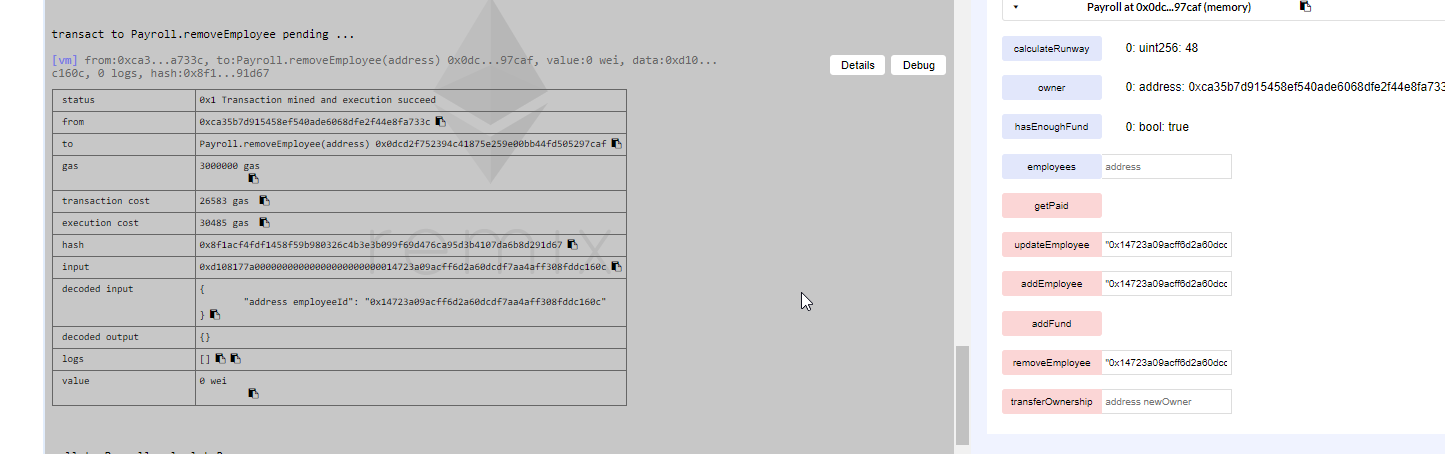 transact to Payroll.removeEmployee pending ...
[vm] from:0xca3...a733c, to:Payroll.removeEmployee(address) 0x0dc...97caf, value:0 wei, data:0xd10...
c160c, 0 logs, hash:0x8f1...91d67
Details
Debug
status 0x1 Transaction mined and execution succeed
from 0xca35b7d915458ef540ade6068dfe2f44e8fa733c
to Payroll.removeEmployee(address) 0x0dcd2f752394c41875e259e00bb44fd505297caf
gas 3000000 gas
transaction cost 26583 gas
execution cost 30485 gas
hash 0x8f1acf4fdf1458f59b980326c4b3e3b099f69d476ca95d3b4107da6b8d291d67
input 0xd108177a00000000000000000000000014723a09acff6d2a60dcdf7aa4aff308fddc160c
decoded input {
"address employeeId": "0x14723a09acff6d2a60dcdf7aa4aff308fddc160c"
}
decoded output {}
logs []
value 0 wei
remix
Payroll at 0x0dc...97caf (memory)
calculateRunway 0: uint256: 48
owner 0: address: 0xca35b7d915458ef540ade6068dfe2f44e8fa733
hasEnoughFund 0: bool: true
employees address
getPaid
updateEmployee "0x14723a09acff6d2a60dcc
addEmployee "0x14723a09acff6d2a60dcc
addFund
removeEmployee "0x14723a09acff6d2a60dcc
transferOwnership address newOwner